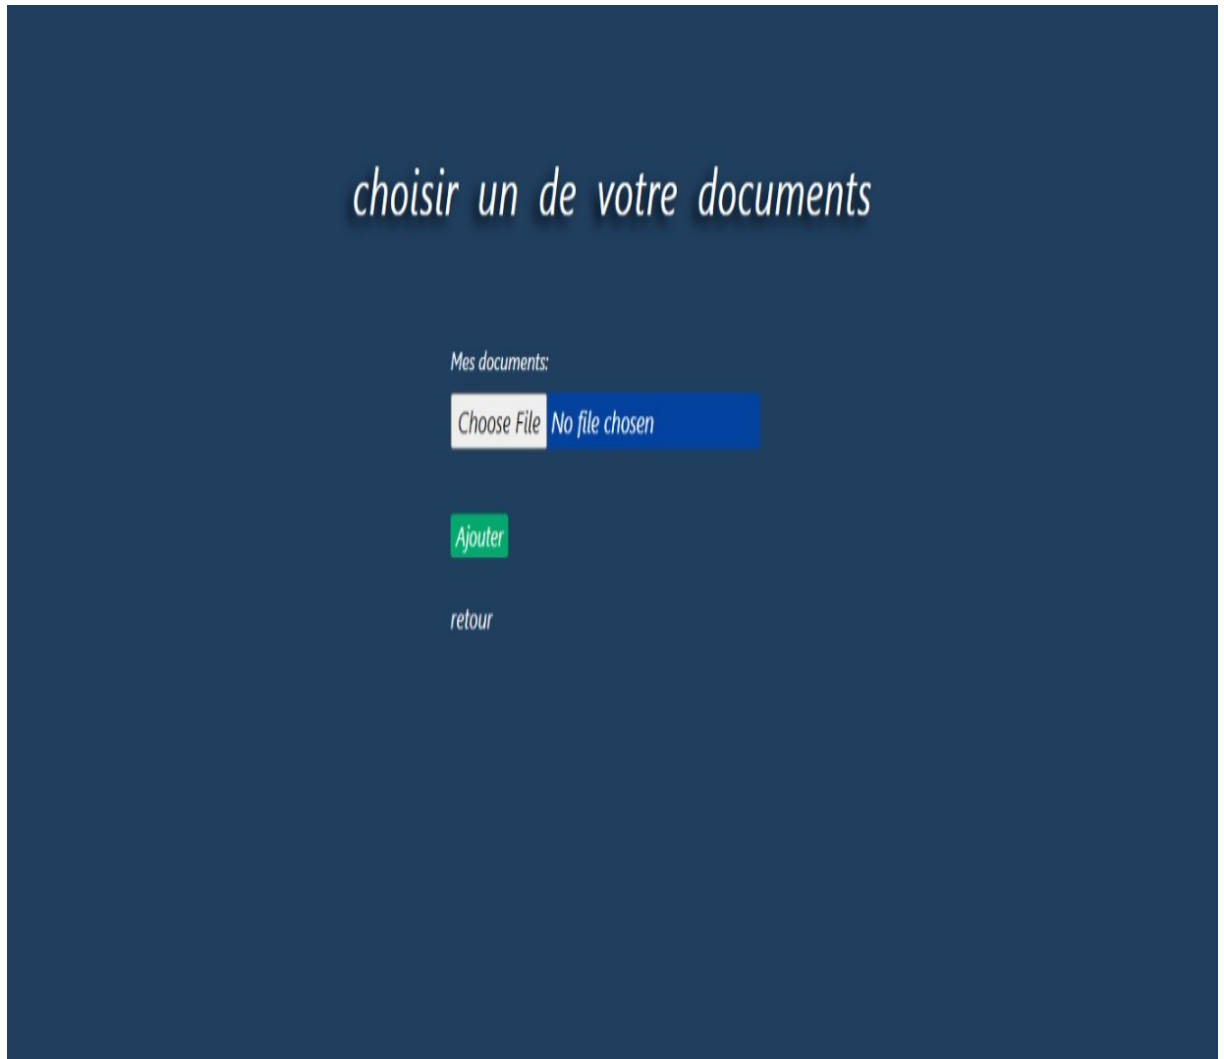 choisir un de votre documents
Mes documents:
Choose File No file chosen
Ajouter
retour